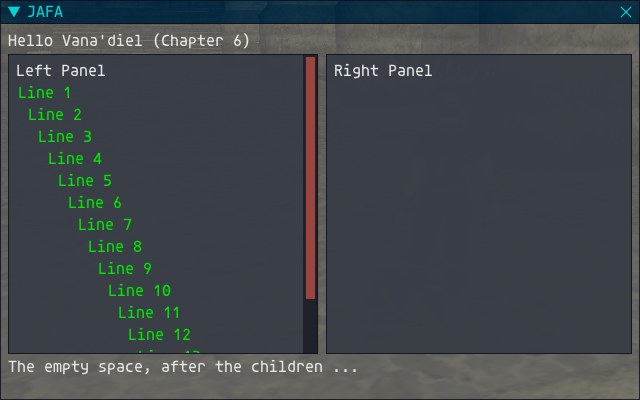 JAFA
Hello Vana'diel (Chapter 6)
Left Panel
Line 1
Line 2
Line 3
Line 4
Line 5
Line 6
Line 7
Line 8
Line 9
Line 10
Line 11
Line 12
Right Panel
The empty space, after the children ...